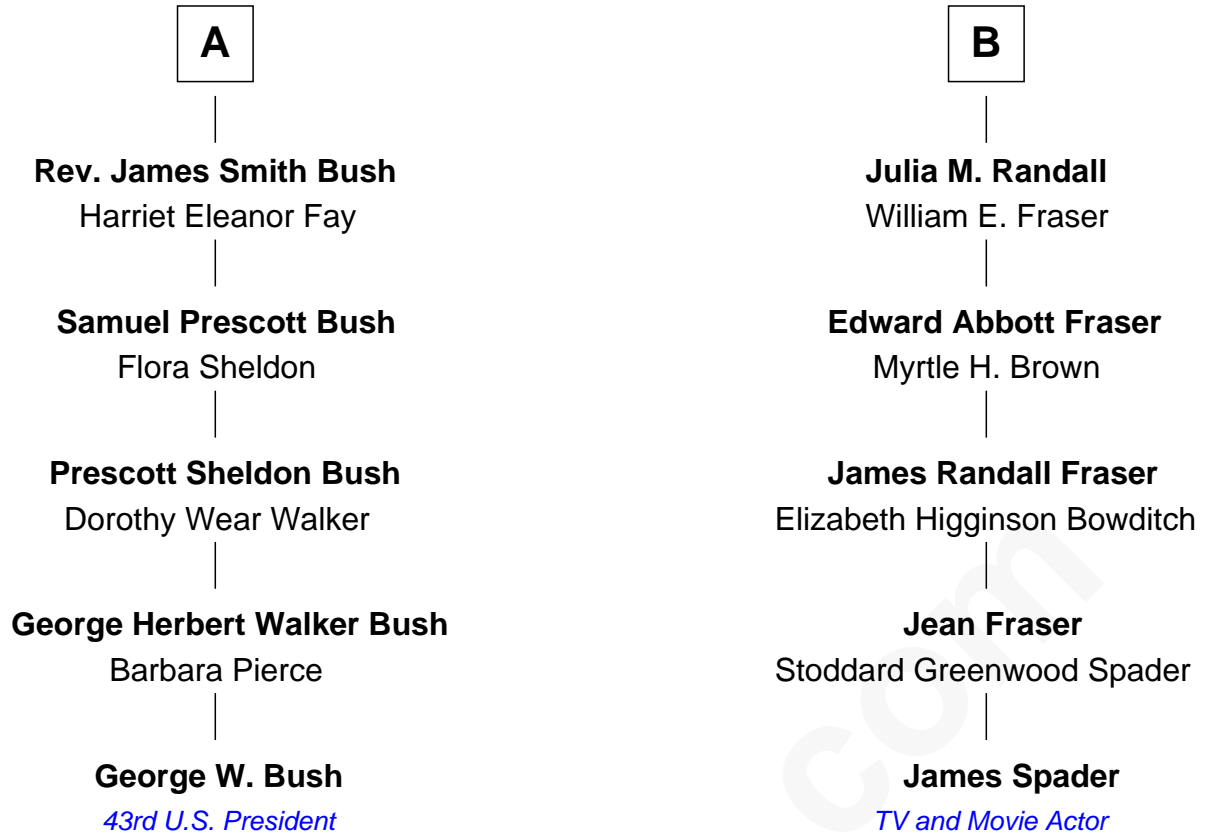 A
Rev. James Smith Bush
Harriet Eleanor Fay
Samuel Prescott Bush
Flora Sheldon
Prescott Sheldon Bush
Dorothy Wear Walker
George Herbert Walker Bush
Barbara Pierce
George W. Bush
43rd U.S. President
B
Julia M. Randall
William E. Fraser
Edward Abbott Fraser
Myrtle H. Brown
James Randall Fraser
Elizabeth Higginson Bowditch
Jean Fraser
Stoddard Greenwood Spader
James Spader
TV and Movie Actor
com